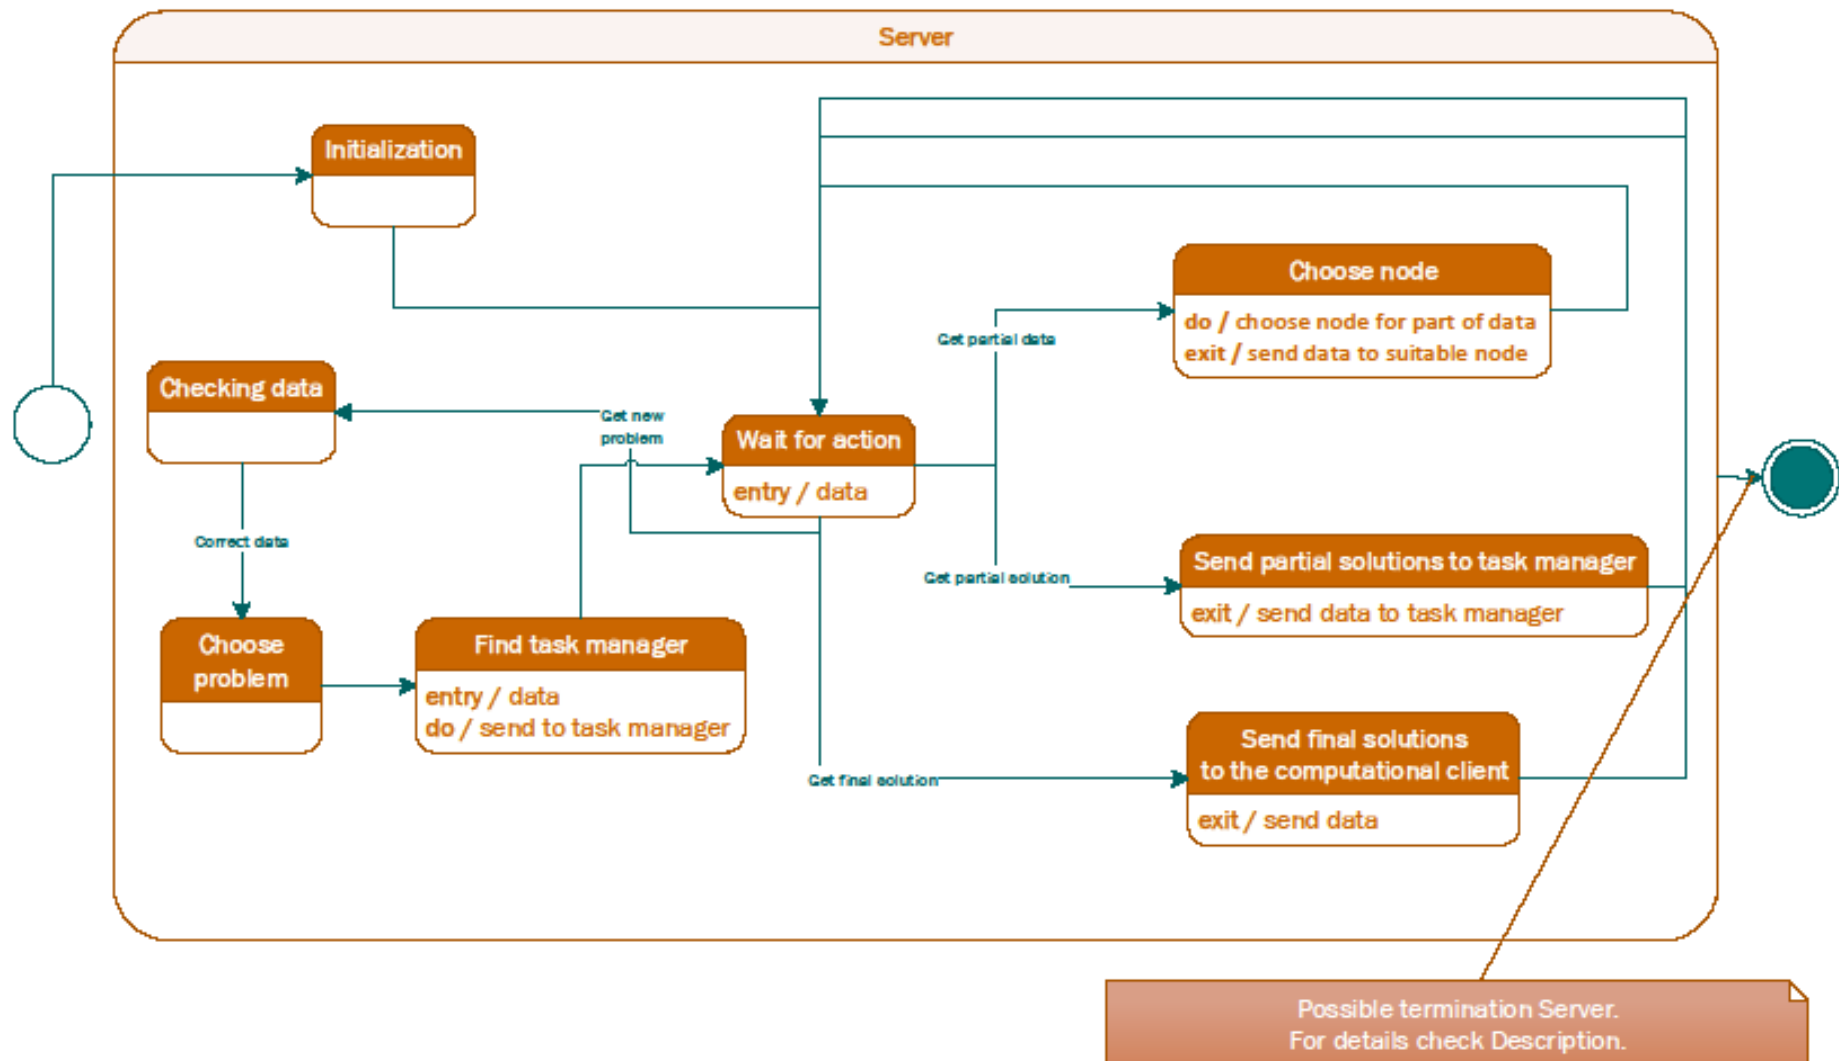 Server
Initialization
Choose node
do / choose node for part of data
exit / send data to suitable node
Get partial data
Checking data
Get new
problem
Wait for action
entry / data
Correct data
Get partial solution
Send partial solutions to task manager
exit / send data to task manager
Choose
problem
Find task manager
entry / data
do / send to task manager
Get final solution
Send final solutions
to the computational client
exit / send data
Possible termination Server.
For details check Description.